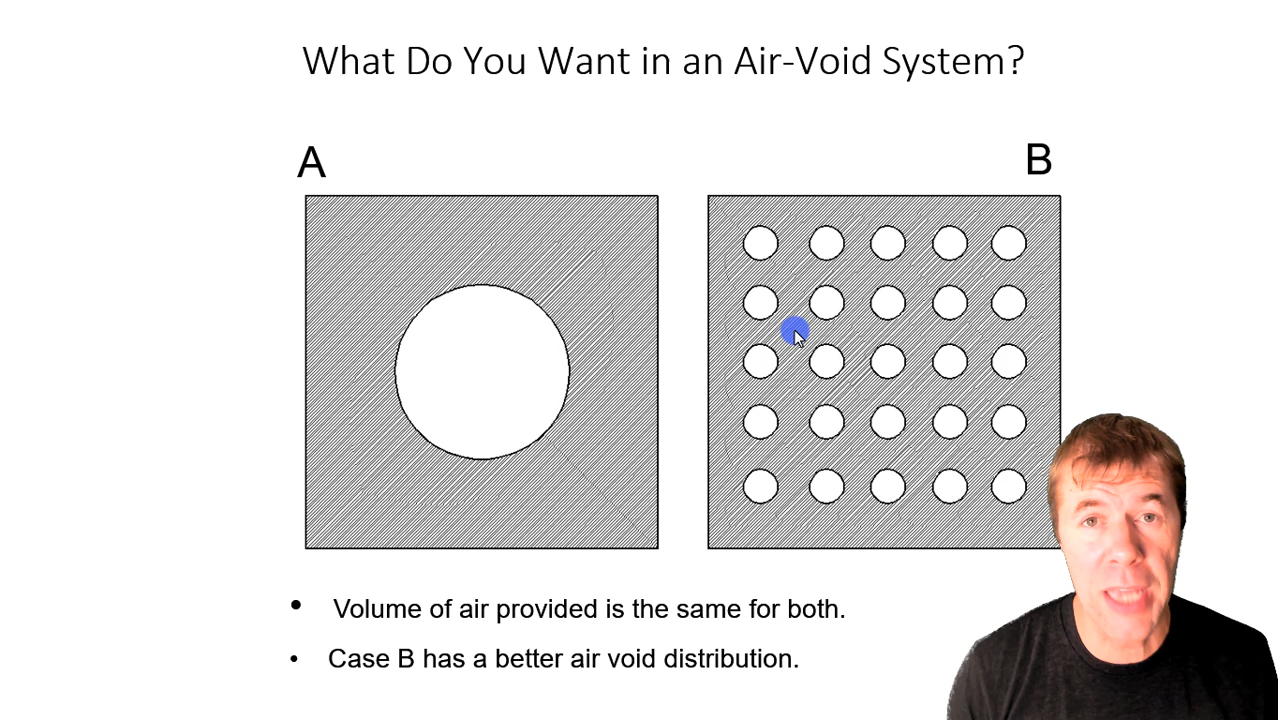 What Do You Want in an Air-Void System?
A
B
• Volume of air provided is the same for both.
• Case B has a better air void distribution.